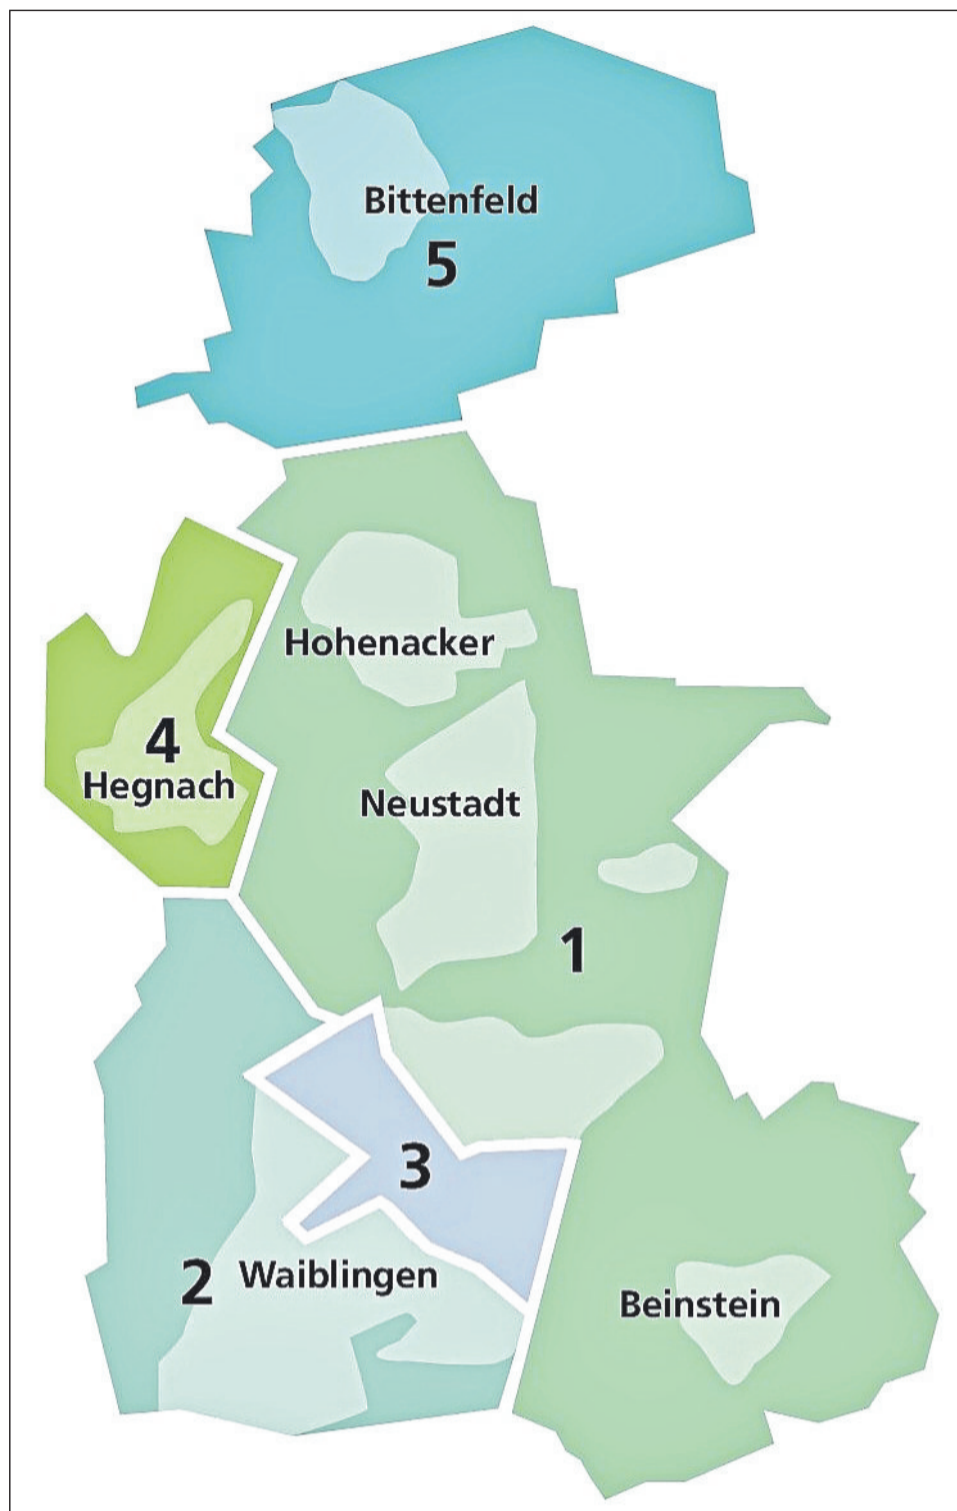 Bittenfeld
5
Hohenacker
4
Hegnach
Neustadt
1
3
2 Waiblingen
Beinstein